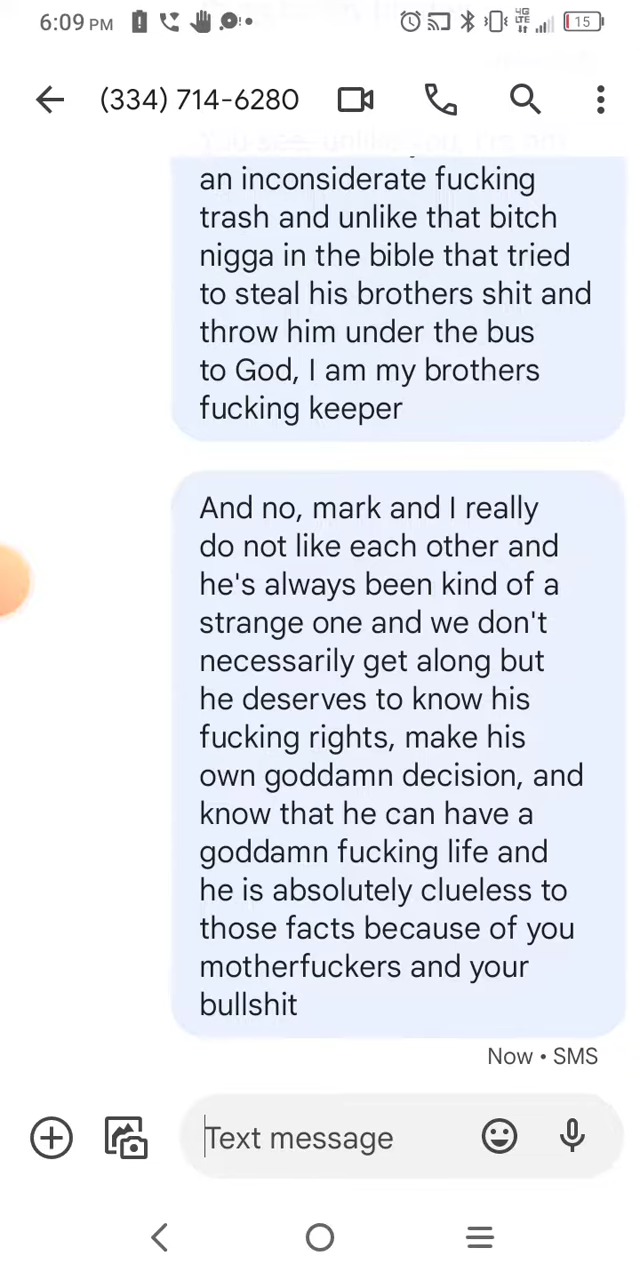 6:09 PM
4G
LTE
15
(334) 714-6280
an inconsiderate fucking
trash and unlike that bitch
nigga in the bible that tried
to steal his brothers shit and
throw him under the bus
to God, I am my brothers
fucking keeper
And no, mark and I really
do not like each other and
he's always been kind of a
strange one and we don't
necessarily get along but
he deserves to know his
fucking rights, make his
own goddamn decision, and
know that he can have a
goddamn fucking life and
he is absolutely clueless to
those facts because of you
motherfuckers and your
bullshit
Now • SMS
Text message